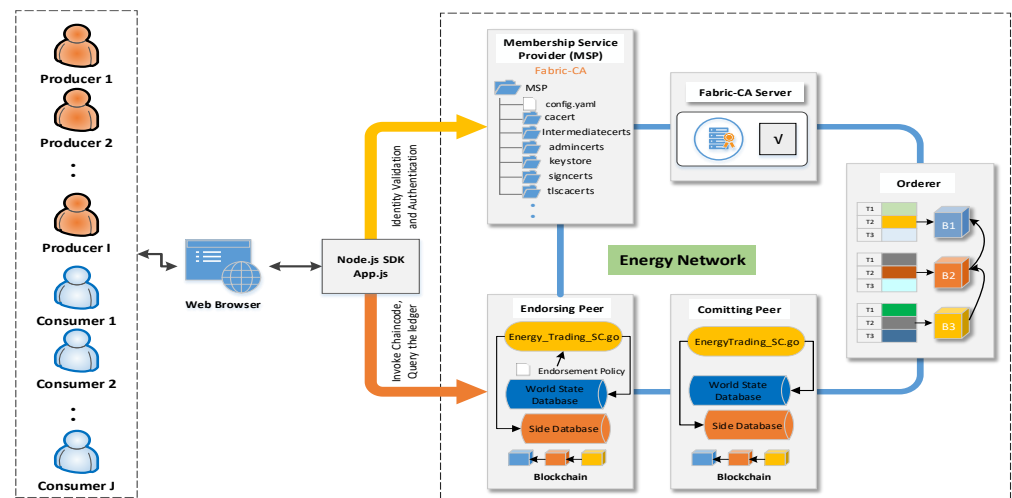 Producer 1
Producer 2
:
Producer I
Consumer 1
Consumer 2
:
Consumer J
Web Browser
Node.js SDK
App.js
Identity Validation
and Authentication
Invoke Chaincode,
Query the ledger
Membership Service
Provider (MSP)
Fabric-CA
MSP
config.yaml
cacert
Intermediatecerts
admincerts
keystore
signcerts
tlscacerts
:
Fabric-CA Server
√
Orderer
T1
T2
T3
B1
T1
T2
T3
B2
T1
T2
T3
B3
Energy Network
Endorsing Peer
Energy_Trading_SC.go
Endorsement Policy
World State
Database
Side Database
Blockchain
Comitting Peer
EnergyTrading_SC.go
World State
Database
Side Database
Blockchain